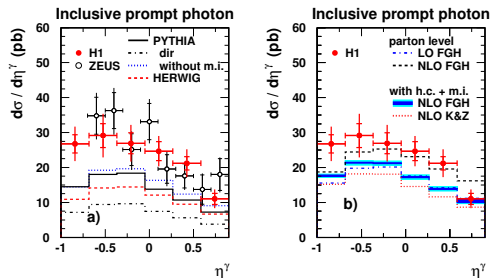 Inclusive prompt photon
dσ / dη^γ (pb)
H1
ZEUS
PYTHIA
dir
without m.i.
HERWIG
60
50
40
30
20
10
0
a)
-1 -0.5 0 0.5
η^γ
Inclusive prompt photon
dσ / dη^γ (pb)
H1
parton level
LO FGH
NLO FGH
with h.c. + m.i.
NLO FGH
NLO K&Z
60
50
40
30
20
10
0
b)
-1 -0.5 0 0.5
η^γ